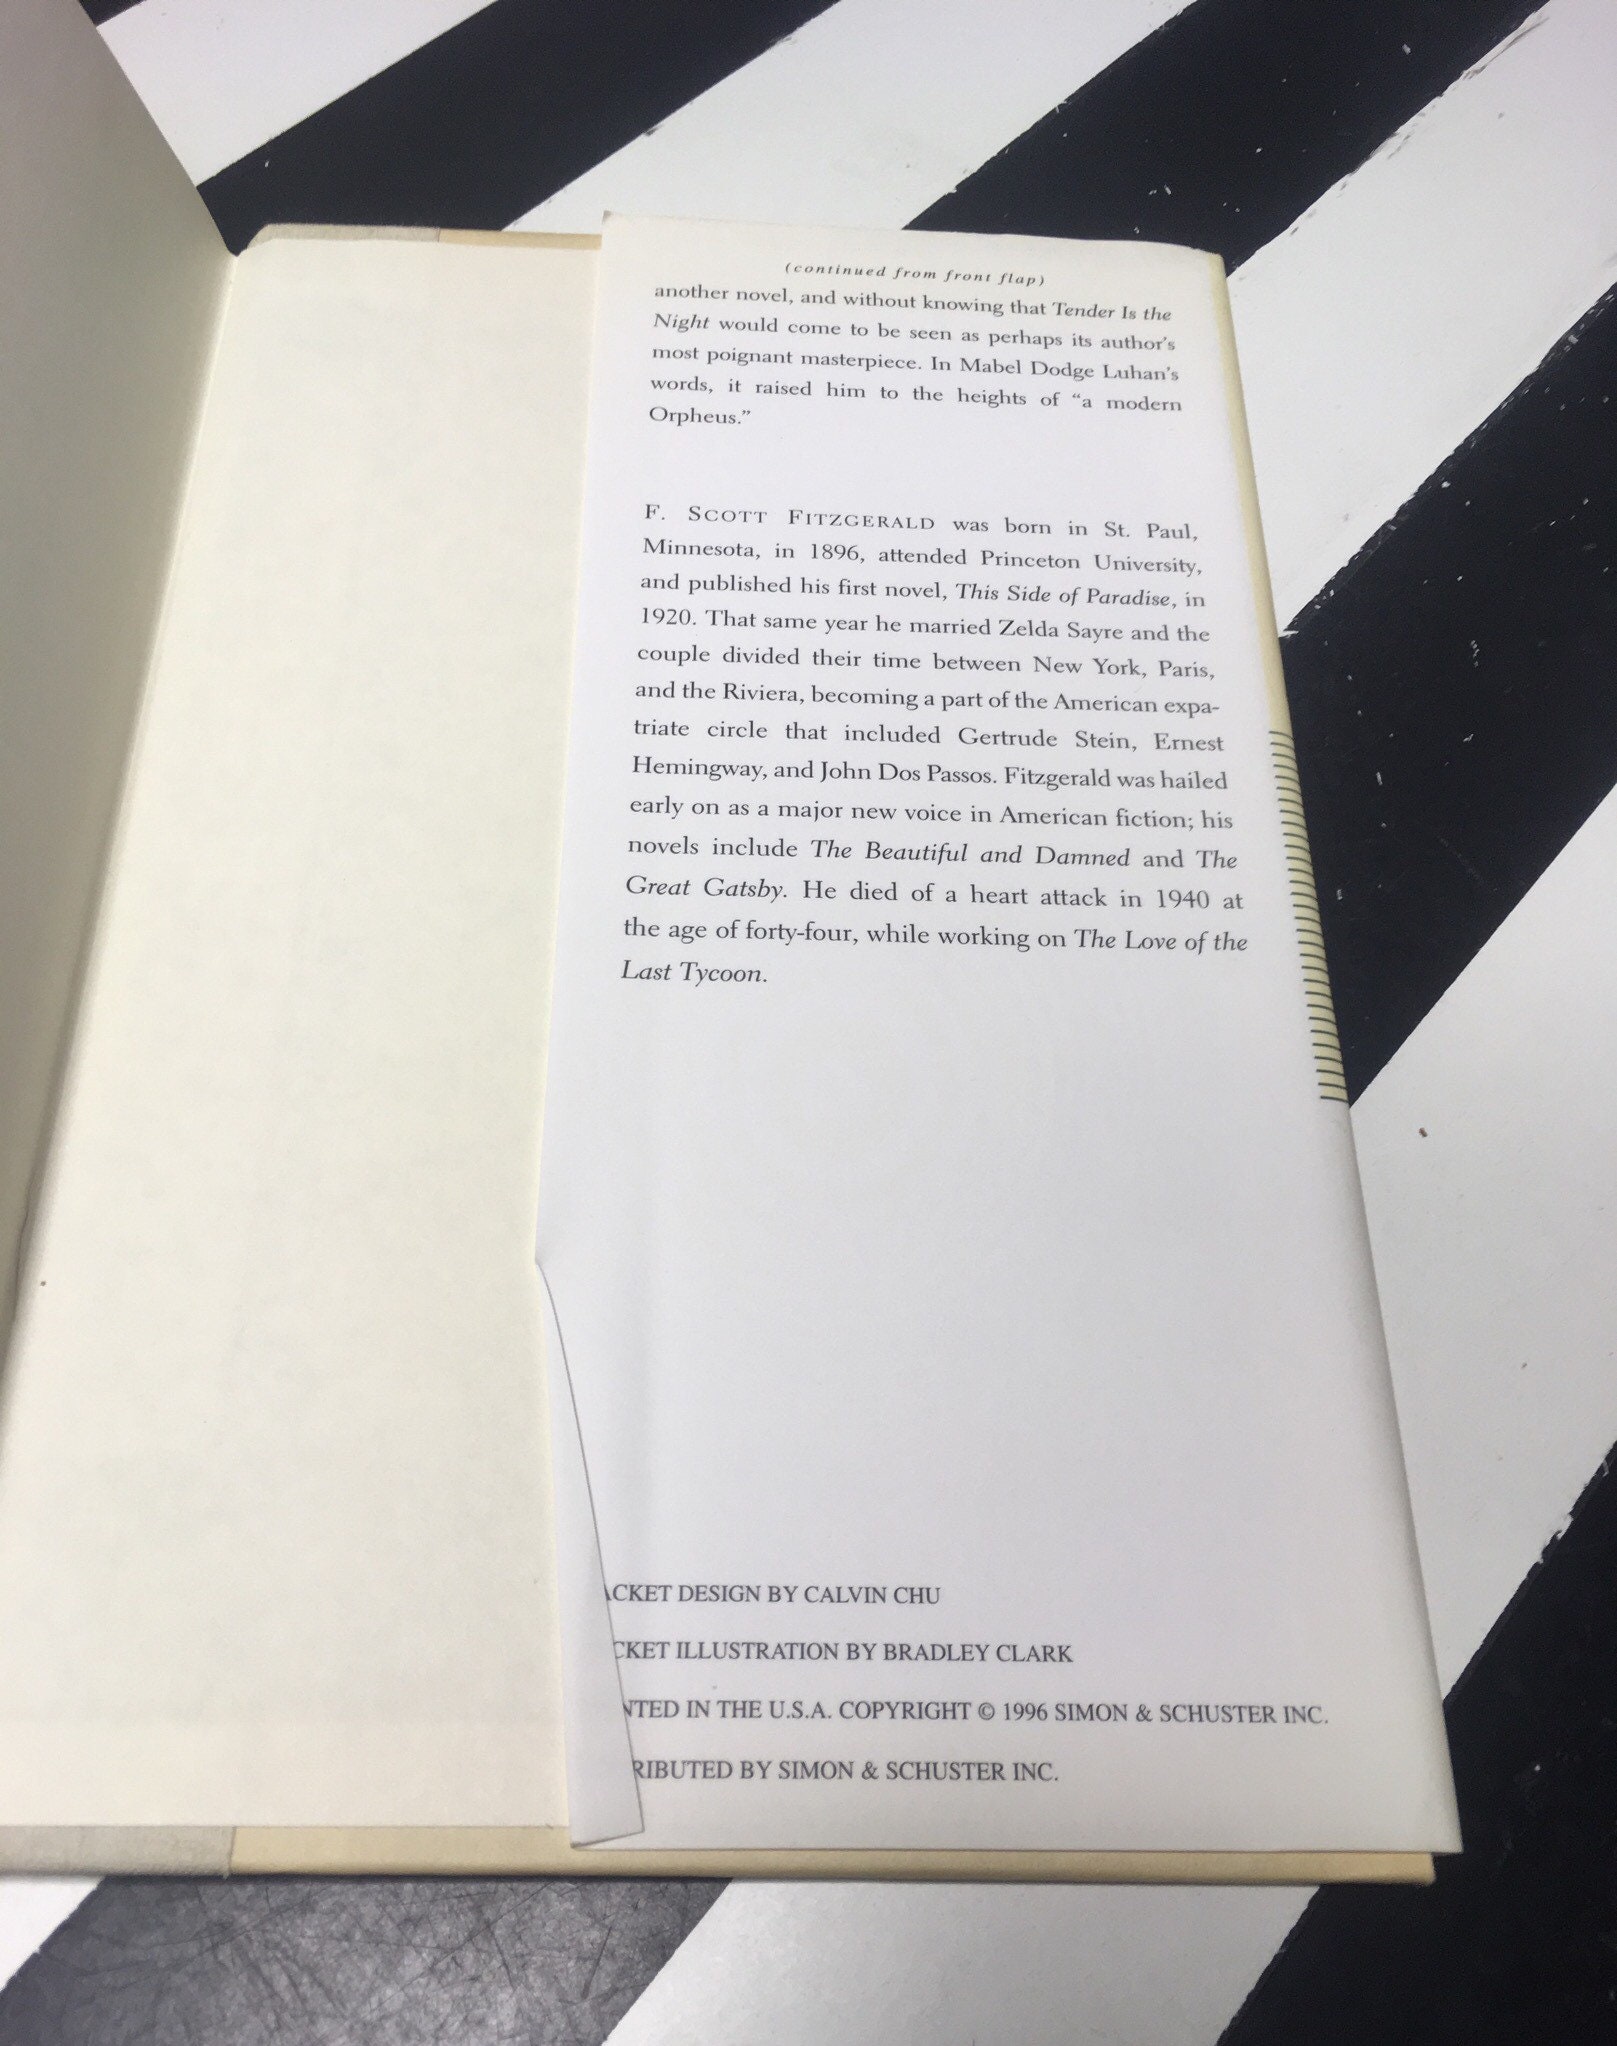 (continued from front flap)
another novel, and without knowing that Tender Is the
Night would come to be seen as perhaps its author's
most poignant masterpiece. In Mabel Dodge Luhan's
words, it raised him to the heights of “a modern
Orpheus.”
F. SCOTT FITZGERALD was born in St. Paul,
Minnesota, in 1896, attended Princeton University,
and published his first novel, This Side of Paradise, in
1920. That same year he married Zelda Sayre and the
couple divided their time between New York, Paris,
and the Riviera, becoming a part of the American expa-
triate circle that included Gertrude Stein, Ernest
Hemingway, and John Dos Passos. Fitzgerald was hailed
early on as a major new voice in American fiction; his
novels include The Beautiful and Damned and The
Great Gatsby. He died of a heart attack in 1940 at
the age of forty-four, while working on The Love of the
Last Tycoon.
ACKET DESIGN BY CALVIN CHU
CKET ILLUSTRATION BY BRADLEY CLARK
NTED IN THE U.S.A. COPYRIGHT © 1996 SIMON & SCHUSTER INC.
RIBUTED BY SIMON & SCHUSTER INC.